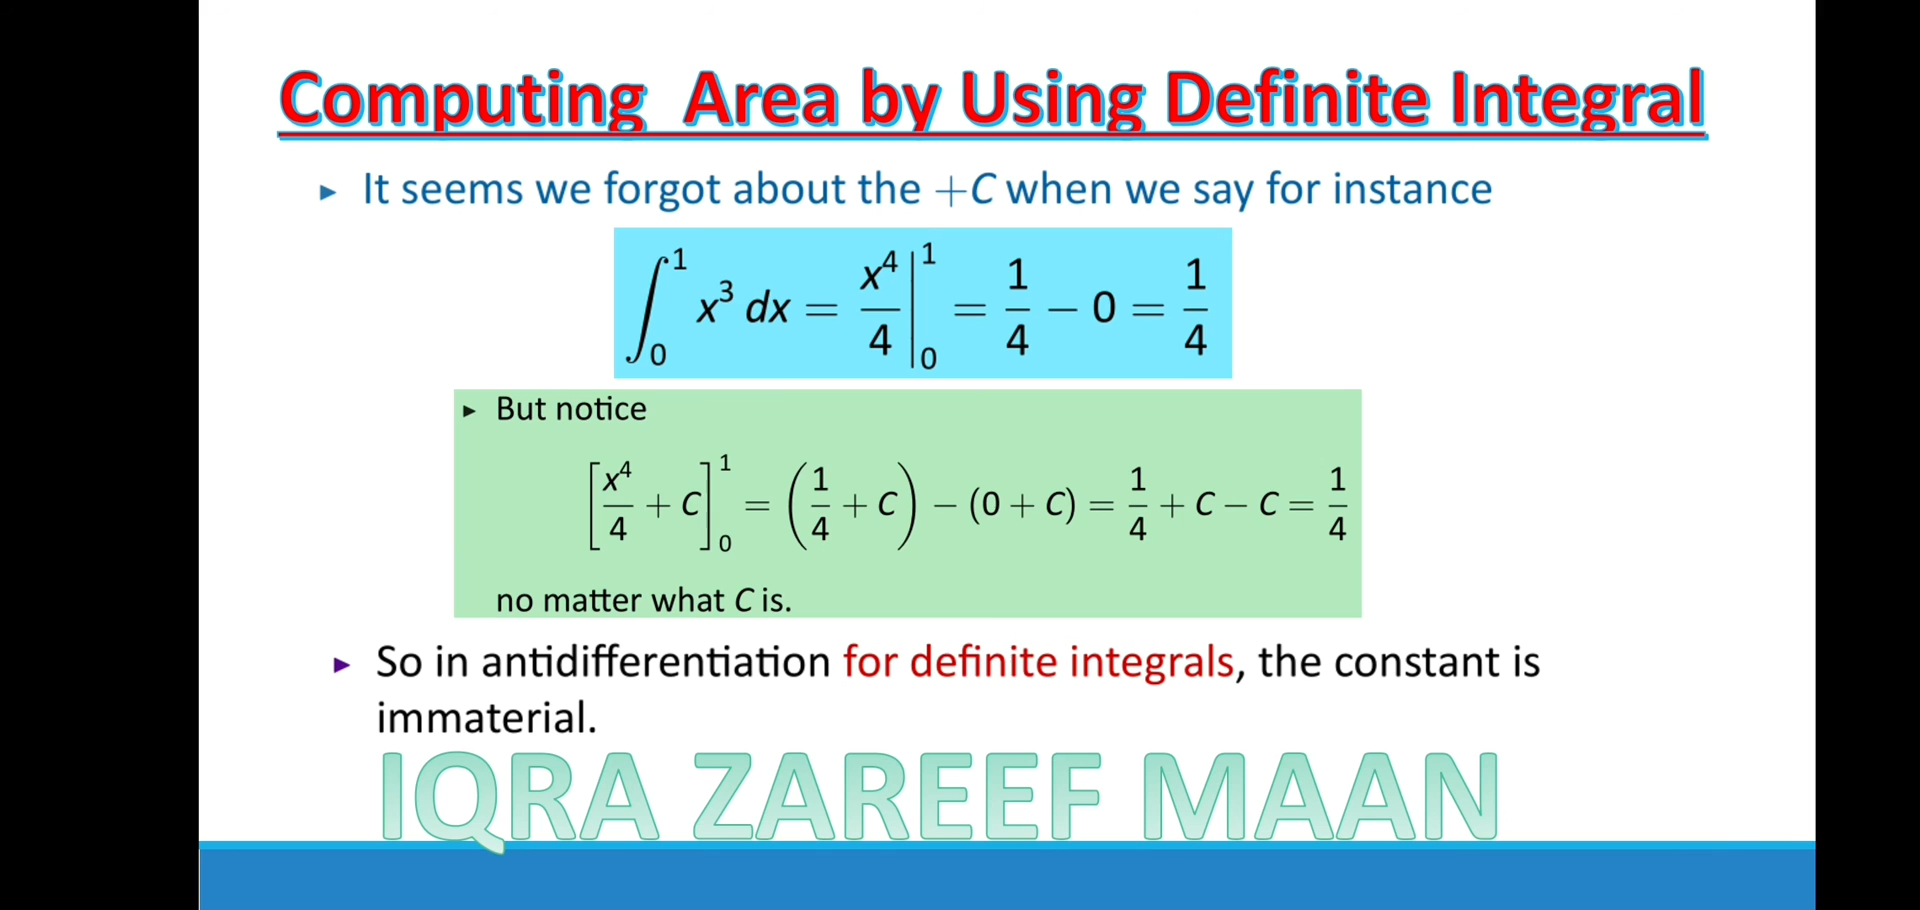 Computing Area by Using Definite Integral
▸ It seems we forgot about the +C when we say for instance
∫₀¹ x³ dx = x⁴/4 |₀¹ = 1/4 − 0 = 1/4
▸ But notice
[x⁴/4 + C]₀¹ = (1/4 + C) − (0 + C) = 1/4 + C − C = 1/4
no matter what C is.
▸ So in antidifferentiation for definite integrals, the constant is
immaterial.
IQRA ZAREEF MAAN